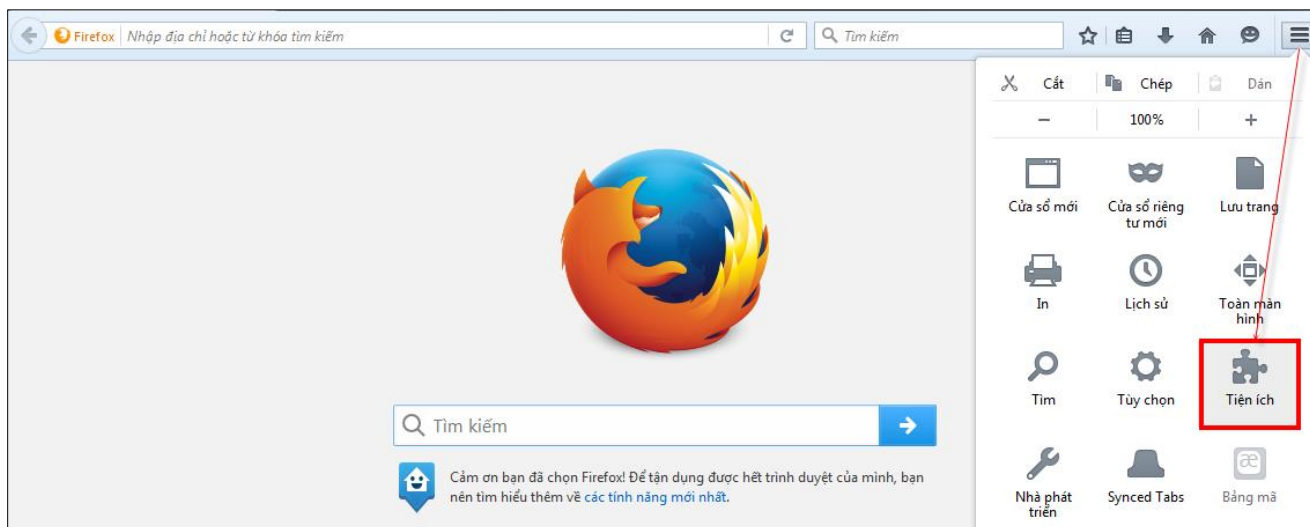 Firefox Nhập địa chỉ hoặc từ khóa tìm kiếm Tìm kiếm
Cắt Chép Dán
− 100% +
Cửa sổ mới Cửa sổ riêng Lưu trang
tư mới
In Lịch sử Toàn màn
hình
Tìm Tùy chọn Tiện ích
Tìm kiếm
Cảm ơn bạn đã chọn Firefox! Để tận dụng được hết trình duyệt của mình, bạn
nên tìm hiểu thêm về các tính năng mới nhất.
Nhà phát Synced Tabs Bảng mã
triển
æ